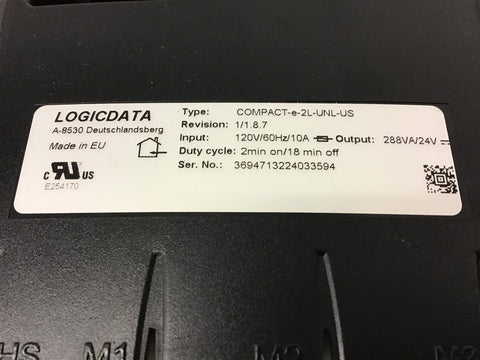 LOGICDATA
A-8530 Deutschlandsberg
Made in EU
C UL US
E254170
Type: COMPACT-e-2L-UNL-US
Revision: 1/1.8.7
Input: 120V/60Hz/10A Output: 288VA/24V
Duty cycle: 2min on/18 min off
Ser. No.: 3694713224033594
HS M1 M2